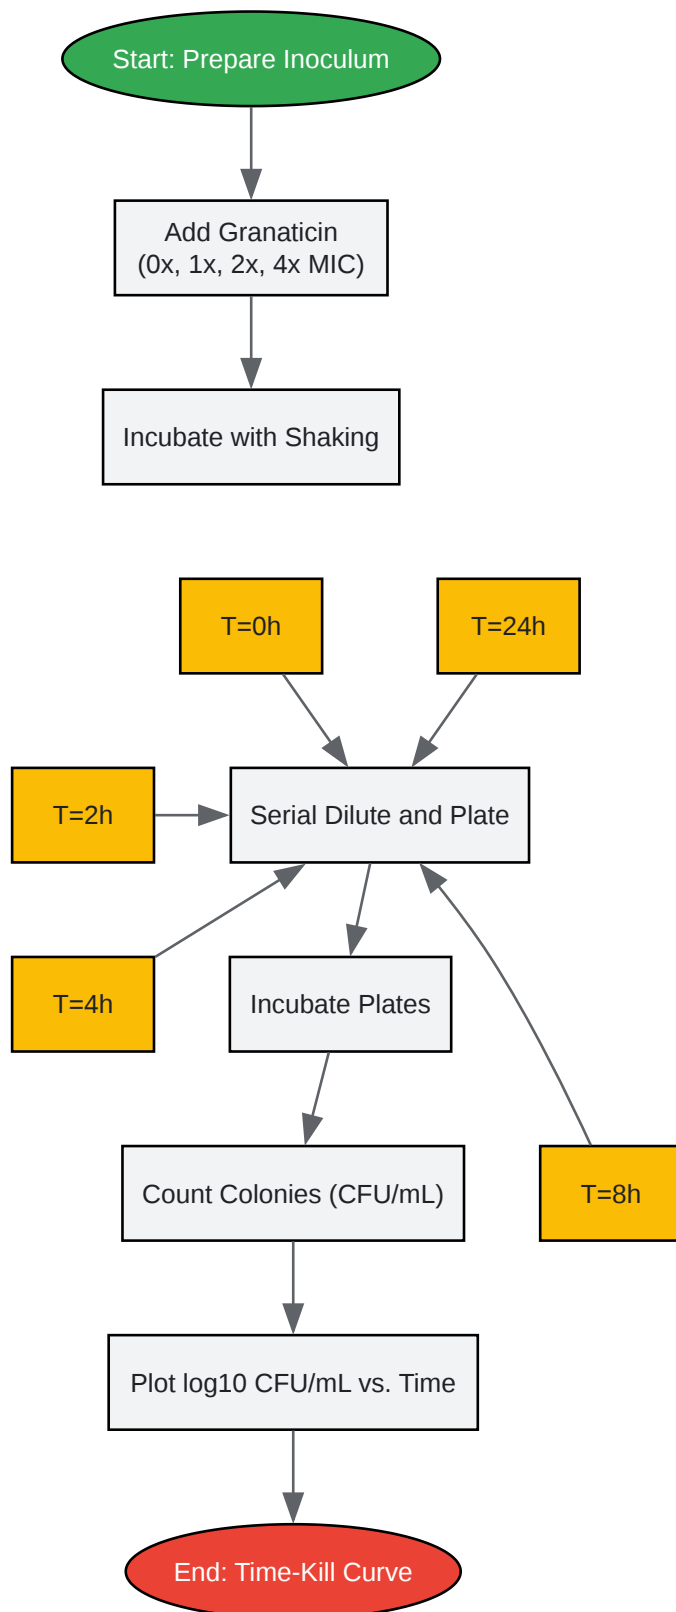 Start: Prepare Inoculum
Add Granaticin
(0x, 1x, 2x, 4x MIC)
Incubate with Shaking
T=0h
T=24h
T=2h
Serial Dilute and Plate
T=4h
Incubate Plates
Count Colonies (CFU/mL)
T=8h
Plot log10 CFU/mL vs. Time
End: Time-Kill Curve